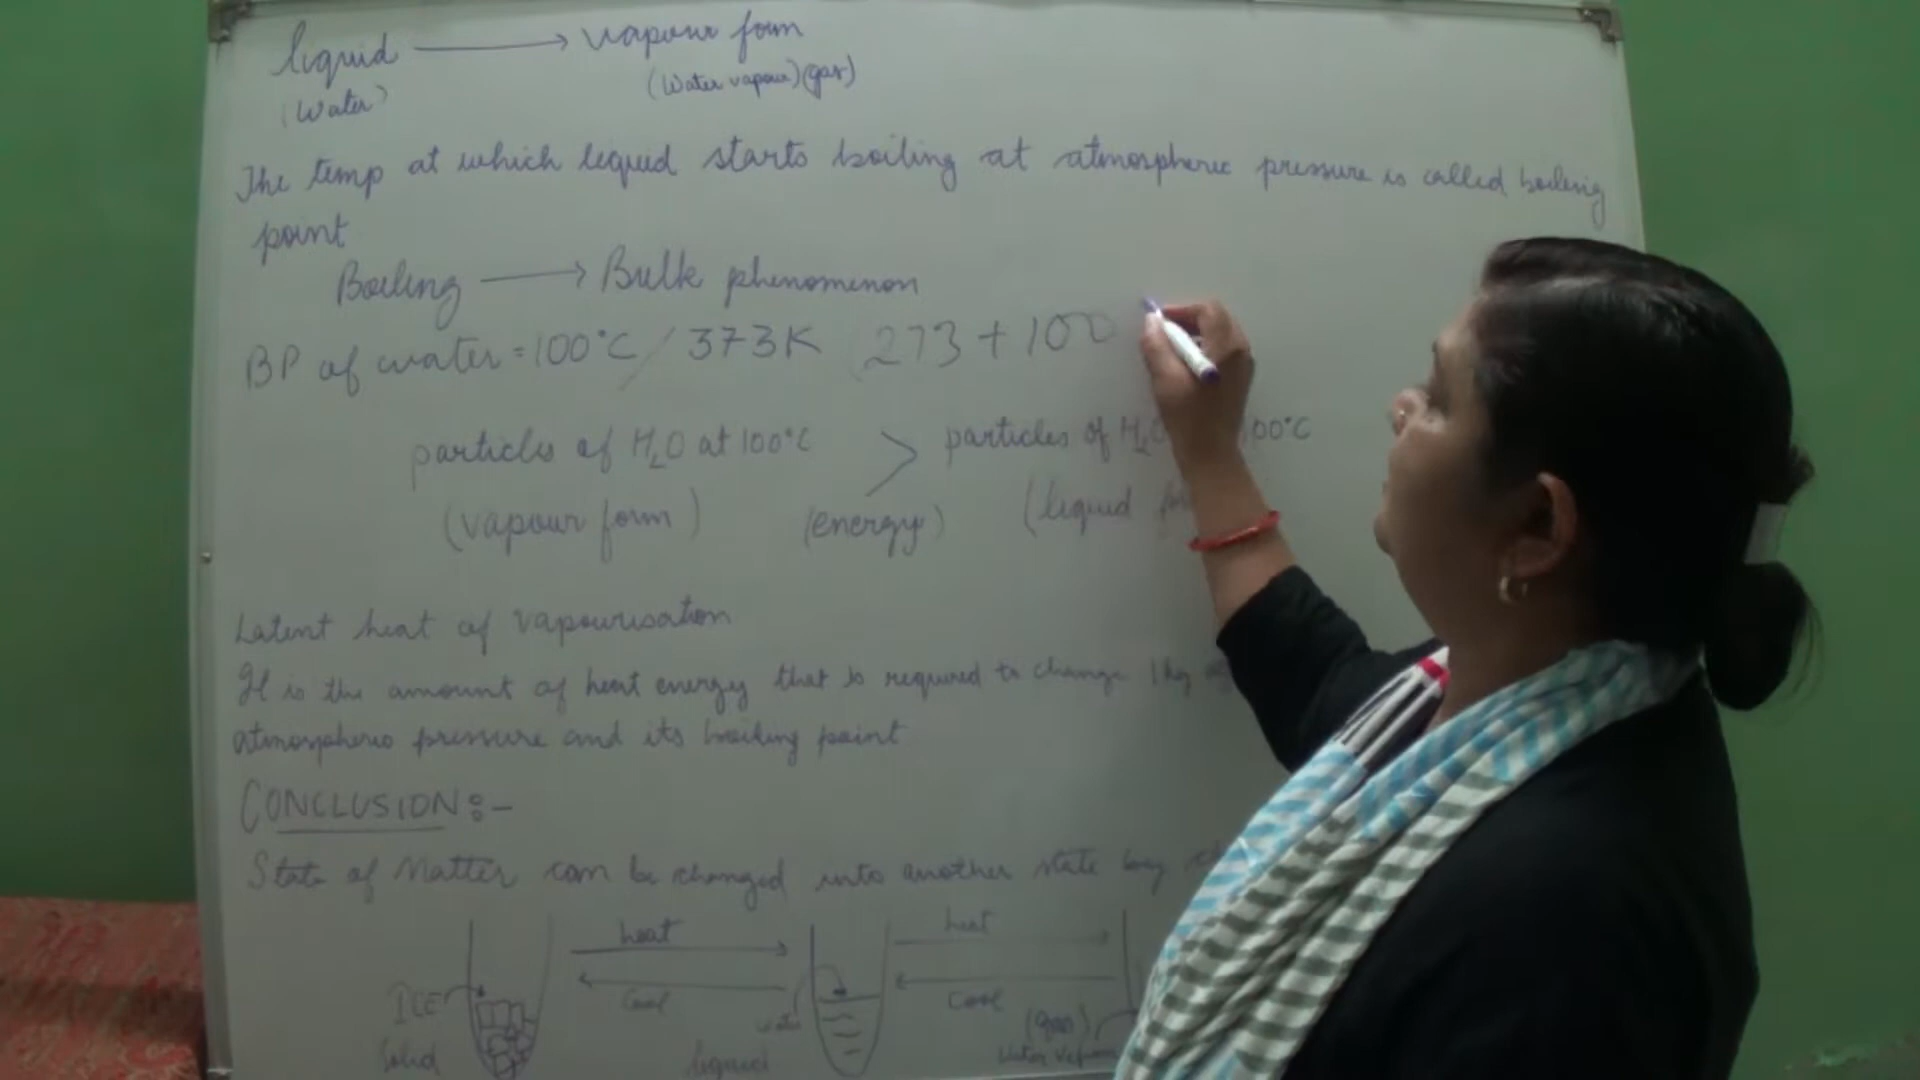 liquid → vapour form
(Water) (Water vapour) (gas)
The temp at which liquid starts boiling at atmospheric pressure is called boiling
point
Boiling → Bulk phenomenon
BP of water = 100°C / 373K (273 + 100
particles of H₂O at 100°C > particles of H₂O 100°C
(vapour form) (energy) (liquid
Latent heat of vapourisation
It is the amount of heat energy that is required to change 1kg
atmospheric pressure and its boiling point
CONCLUSION :-
State of Matter can be changed into another state by
heat heat
ICE cool water cool (gas)
Solid liquid Water vapour